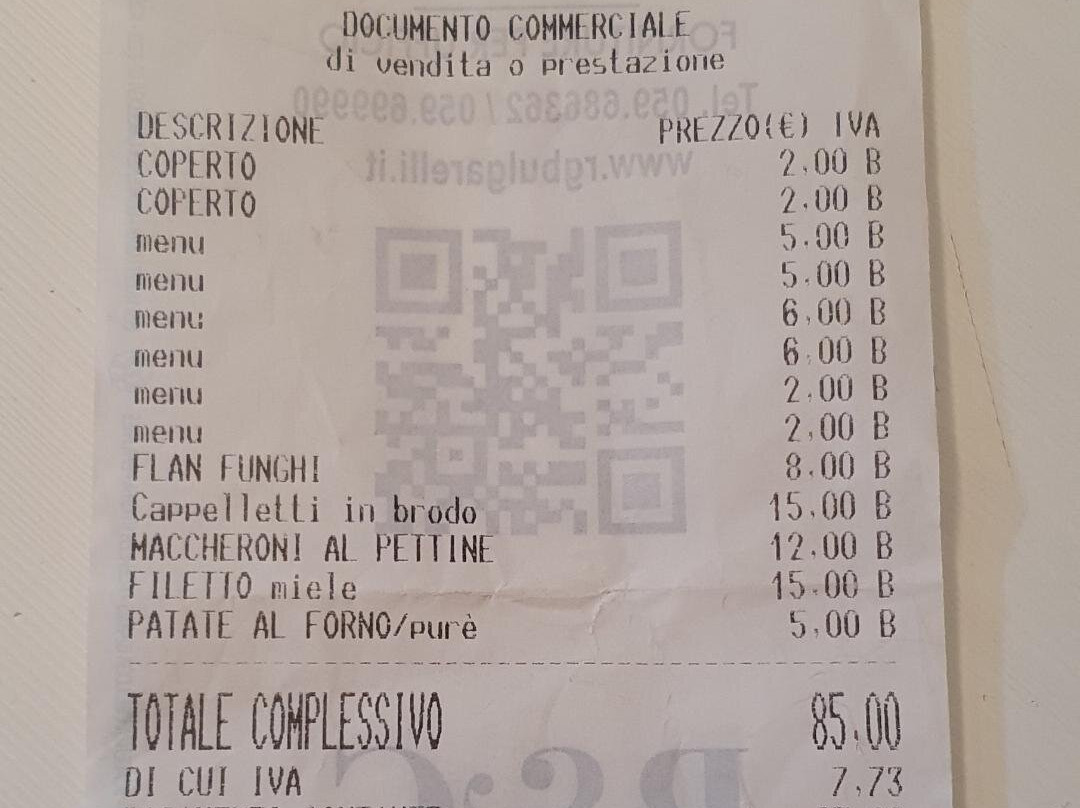 DOCUMENTO COMMERCIALE
di vendita o prestazione
DESCRIZIONE PREZZO(€) IVA
COPERTO 2,00 B
COPERTO 2,00 B
menu 5,00 B
menu 5,00 B
menu 6,00 B
menu 6,00 B
menu 2,00 B
menu 2,00 B
FLAN FUNGHI 8,00 B
Cappelletti in brodo 15,00 B
MACCHERONI AL PETTINE 12,00 B
FILETTO miele 15,00 B
PATATE AL FORNO/purè 5,00 B
TOTALE COMPLESSIVO 85,00
DI CUI IVA 7,73